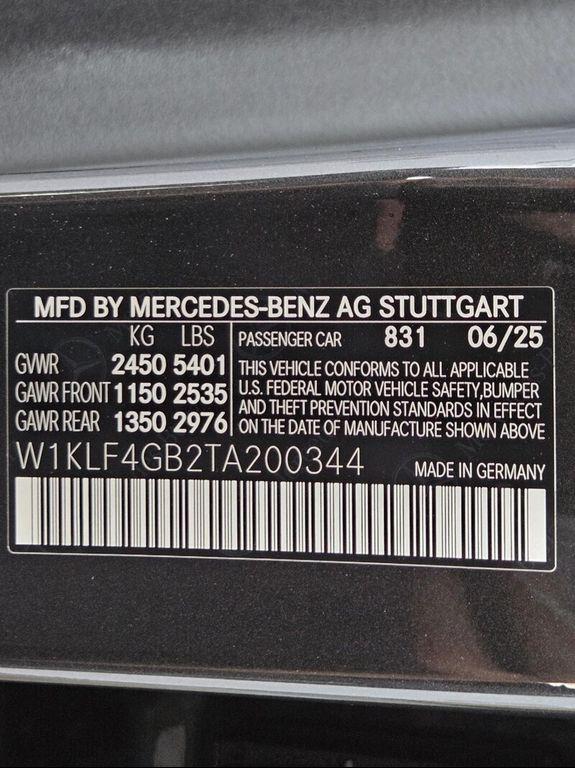 MFD BY MERCEDES-BENZ AG STUTTGART
KG LBS
GVWR 2450 5401
GAWR FRONT 1150 2535
GAWR REAR 1350 2976
PASSENGER CAR 831 06/25
THIS VEHICLE CONFORMS TO ALL APPLICABLE
U.S. FEDERAL MOTOR VEHICLE SAFETY, BUMPER
AND THEFT PREVENTION STANDARDS IN EFFECT
ON THE DATE OF MANUFACTURE SHOWN ABOVE.
W1KLF4GB2TA200344
MADE IN GERMANY